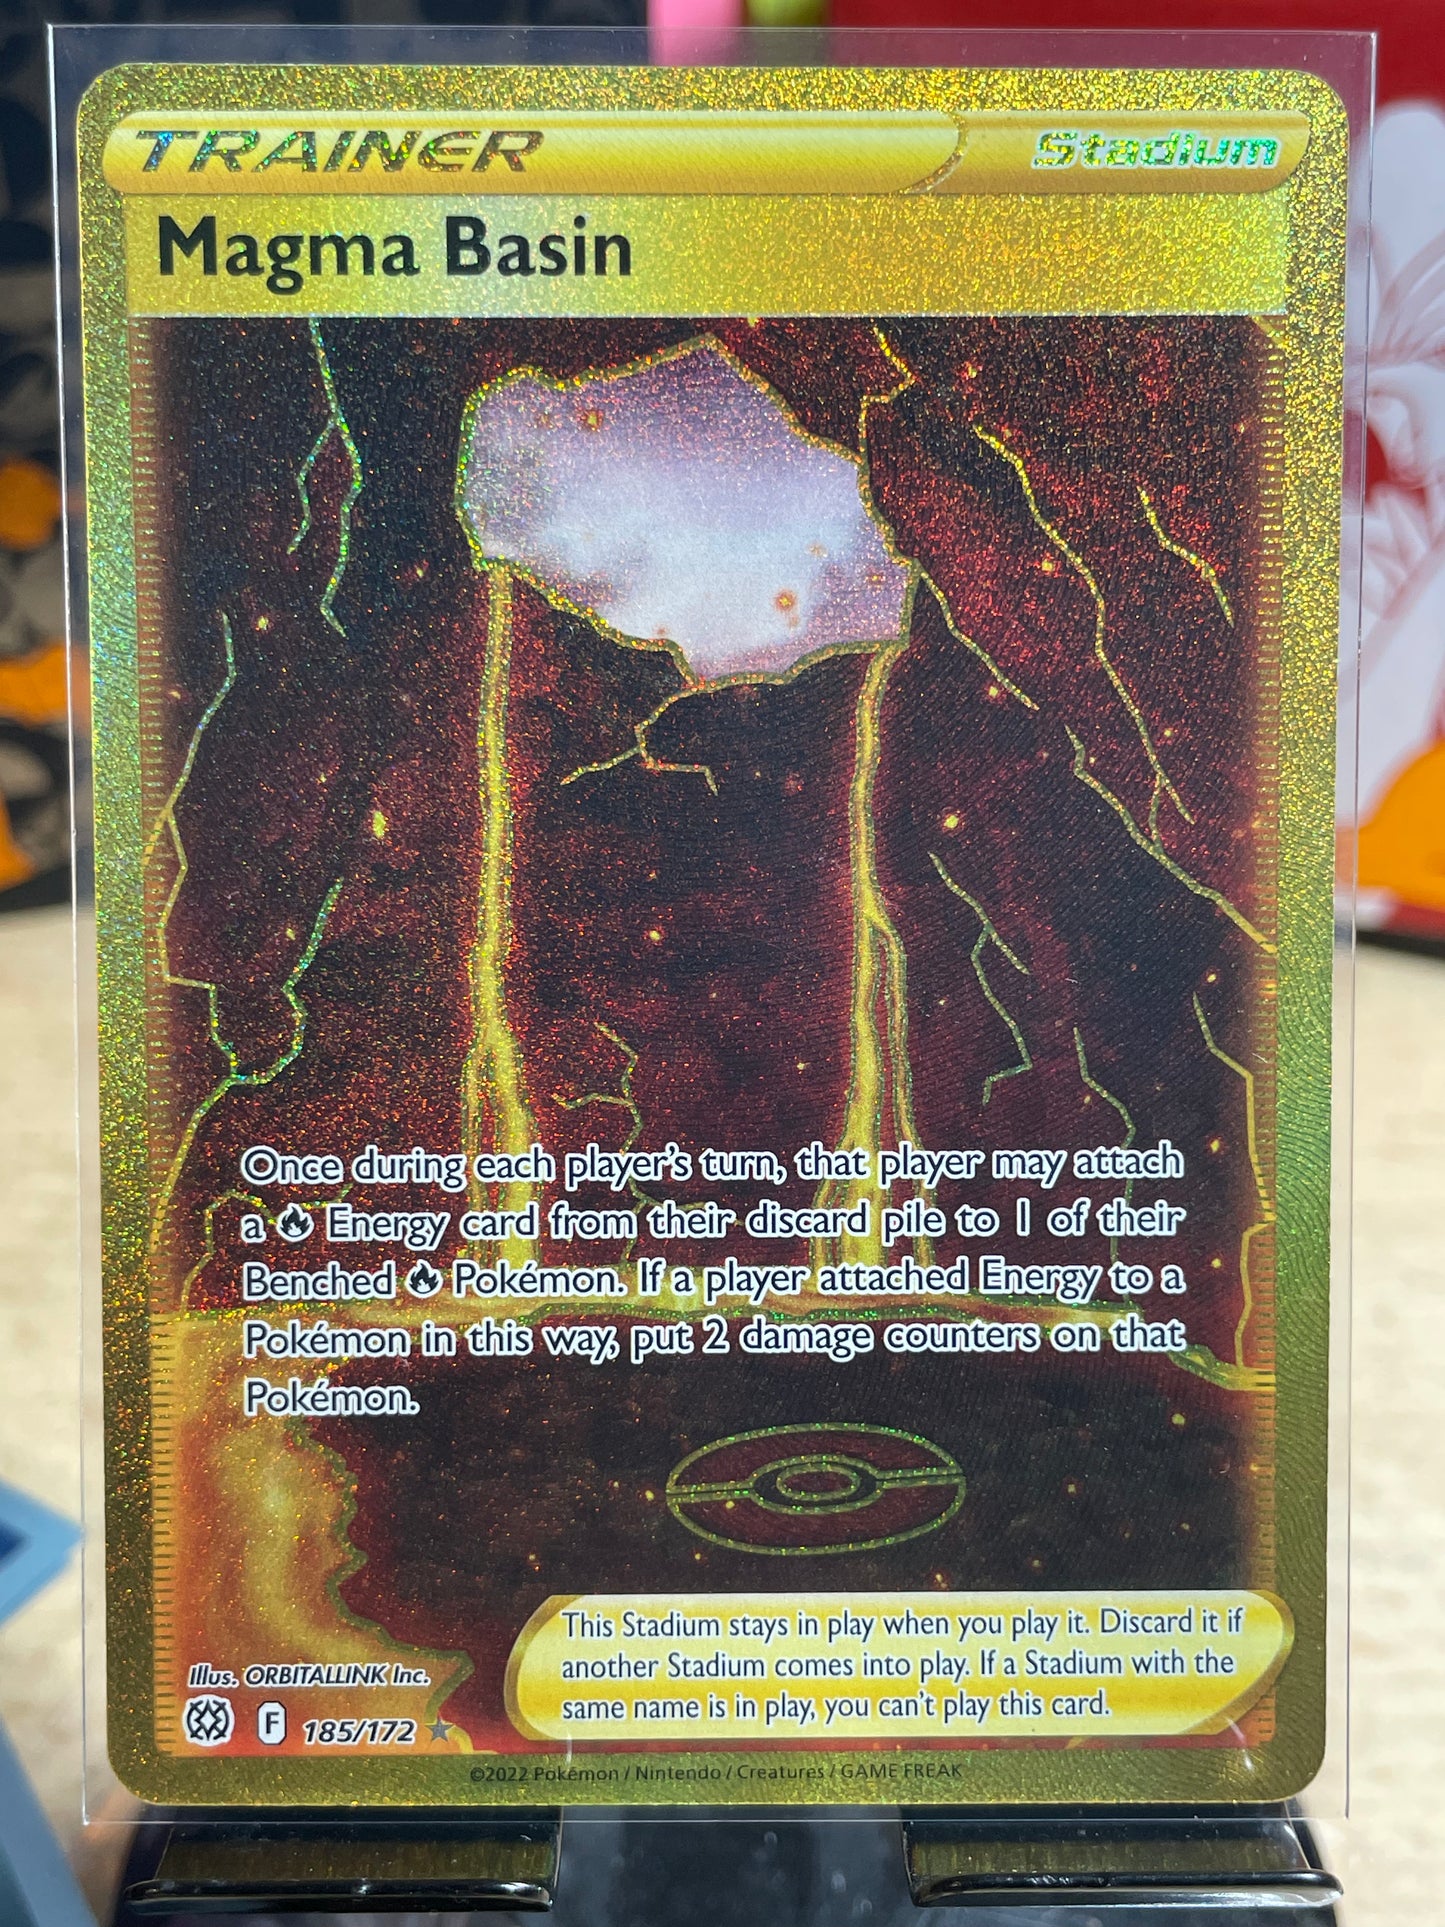 TRAINER
Stadium
Magma Basin
Once during each player's turn, that player may attach
a Energy card from their discard pile to 1 of their
Benched Pokémon. If a player attached Energy to a
Pokémon in this way, put 2 damage counters on that
Pokémon.
This Stadium stays in play when you play it. Discard it if
another Stadium comes into play. If a Stadium with the
same name is in play, you can't play this card.
Illus. ORBITALLINK Inc.
F 185/172
©2022 Pokémon / Nintendo / Creatures / GAME FREAK